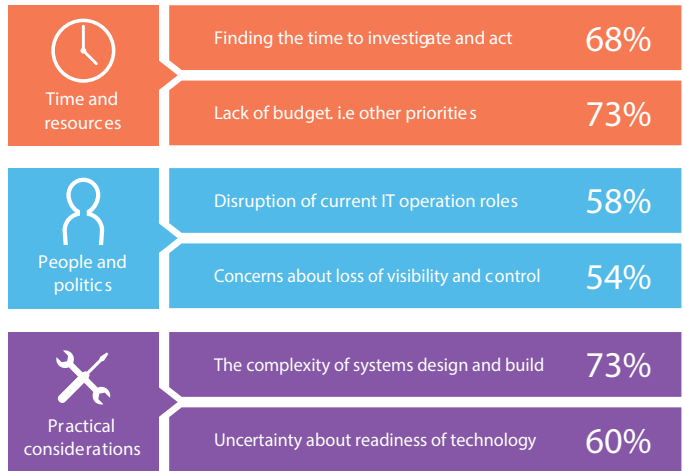 Finding the time to investigate and act 68%
Time and
resources
Lack of budget. i.e other priorities 73%
Disruption of current IT operation roles 58%
People and
politics
Concerns about loss of visibility and control 54%
The complexity of systems design and build 73%
Practical
considerations
Uncertainty about readiness of technology 60%